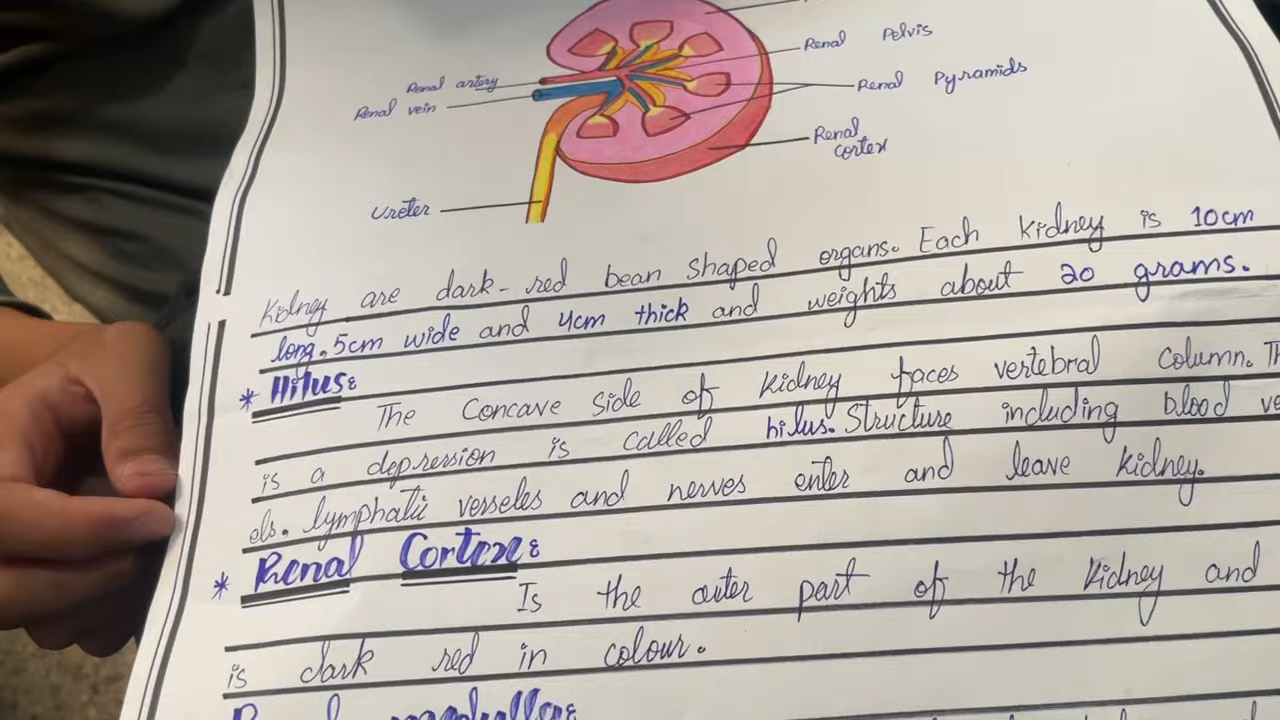 Renal Pelvis
Renal artery
Renal Pyramids
Renal vein
Renal
cortex
Ureter
Kidney are dark-red bean shaped organs. Each kidney is 10cm
long. 5cm wide and 4cm thick and weights about 20 grams.
* Hilus:
The Concave side of kidney faces vertebral column. Th
is a depression is called hilus. Structure including blood ve
els. lymphatic verseles and nerves enter and leave kidney.
* Renal Cortex:
Is the outer part of the kidney and
is dark red in colour.